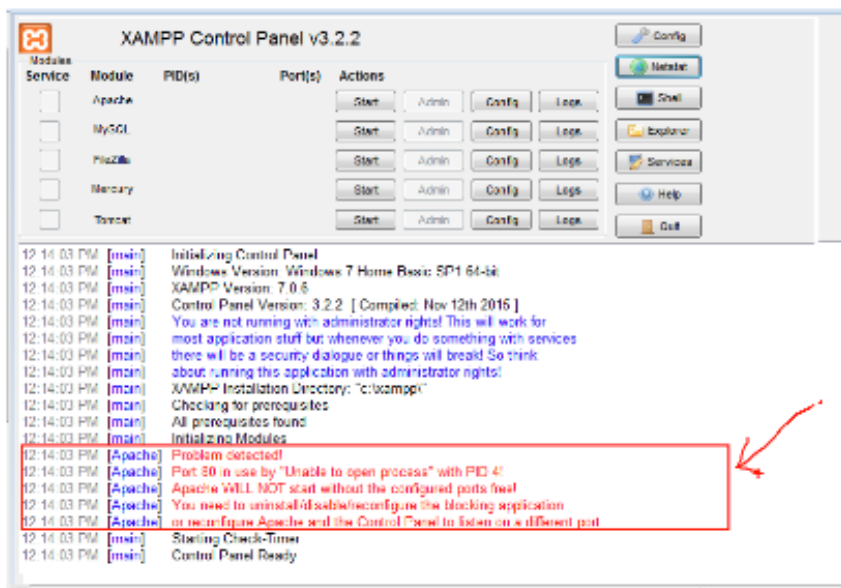 XAMPP Control Panel v3.2.2
Config
Modules
Service Module PID(s) Port(s) Actions
Netstat
Apache Start Admin Config Logs
Shell
MySQL Start Admin Config Logs
Explorer
FileZilla Start Admin Config Logs
Services
Mercury Start Admin Config Logs
Help
Tomcat Start Admin Config Logs
Quit
12:14:03 PM [main] Initializing Control Panel
12:14:03 PM [main] Windows Version: Windows 7 Home Basic SP1 64-bit
12:14:03 PM [main] XAMPP Version: 7.0.6
12:14:03 PM [main] Control Panel Version: 3.2.2 [ Compiled: Nov 12th 2015 ]
12:14:03 PM [main] You are not running with administrator rights! This will work for
12:14:03 PM [main] most application stuff but whenever you do something with services
12:14:03 PM [main] there will be a security dialogue or things will break! So think
12:14:03 PM [main] about running this application with administrator rights!
12:14:03 PM [main] XAMPP Installation Directory: "c:\xampp\"
12:14:03 PM [main] Checking for prerequisites
12:14:03 PM [main] All prerequisites found
12:14:03 PM [main] Initializing Modules
12:14:03 PM [Apache] Problem detected!
12:14:03 PM [Apache] Port 80 in use by "Unable to open process" with PID 4!
12:14:03 PM [Apache] Apache WILL NOT start without the configured ports free!
12:14:03 PM [Apache] You need to uninstall/disable/reconfigure the blocking application
12:14:03 PM [Apache] or reconfigure Apache and the Control Panel to listen on a different port
12:14:03 PM [main] Starting Check-Timer
12:14:03 PM [main] Control Panel Ready